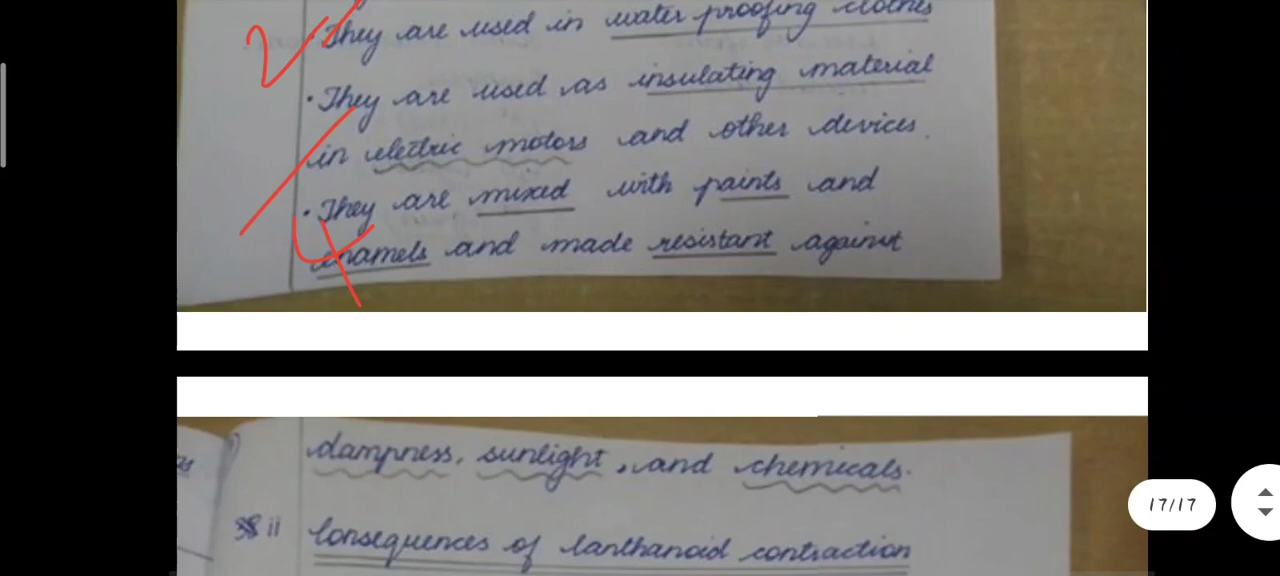 2
They are used in water proofing clothes
• They are used as insulating material
in electric motors and other devices.
• They are mixed with paints and
enamels and made resistant against
dampness, sunlight, and chemicals.
17/17
ii Consequences of lanthanoid contraction